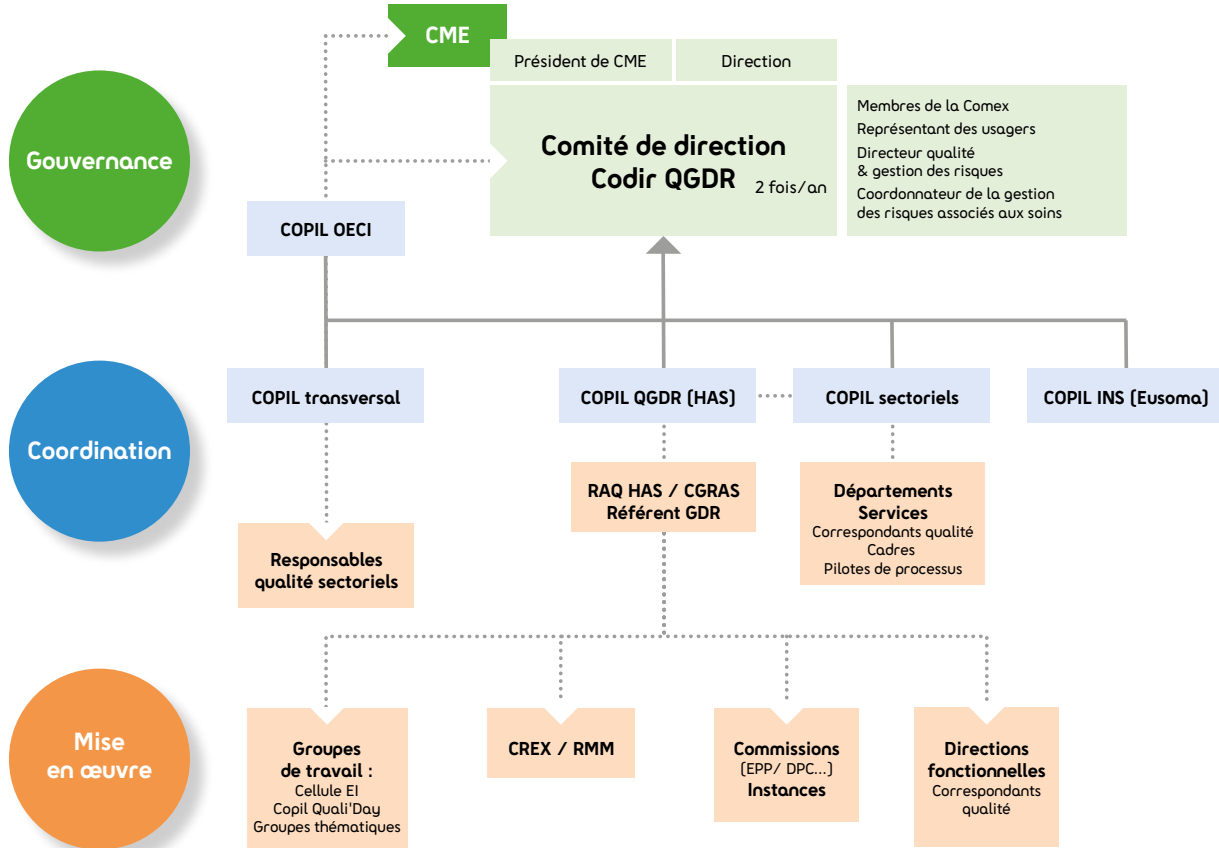 CME
Président de CME
Direction
Gouvernance
Comité de direction
Codir QGDR
2 fois/an
Membres de la Comex
Représentant des usagers
Directeur qualité
& gestion des risques
Coordonnateur de la gestion
des risques associés aux soins
COPIL OECI
Coordination
COPIL transversal
COPIL QGDR (HAS)
COPIL sectoriels
COPIL INS (Eusoma)
Responsables
qualité sectoriels
RAQ HAS / CGRAS
Référent GDR
Départements
Services
Correspondants qualité
Cadres
Pilotes de processus
Mise
en œuvre
Groupes
de travail :
Cellule EI
Copil Quali'Day
Groupes thématiques
CREX / RMM
Commissions
(EPP/ DPC...)
Instances
Directions
fonctionnelles
Correspondants
qualité